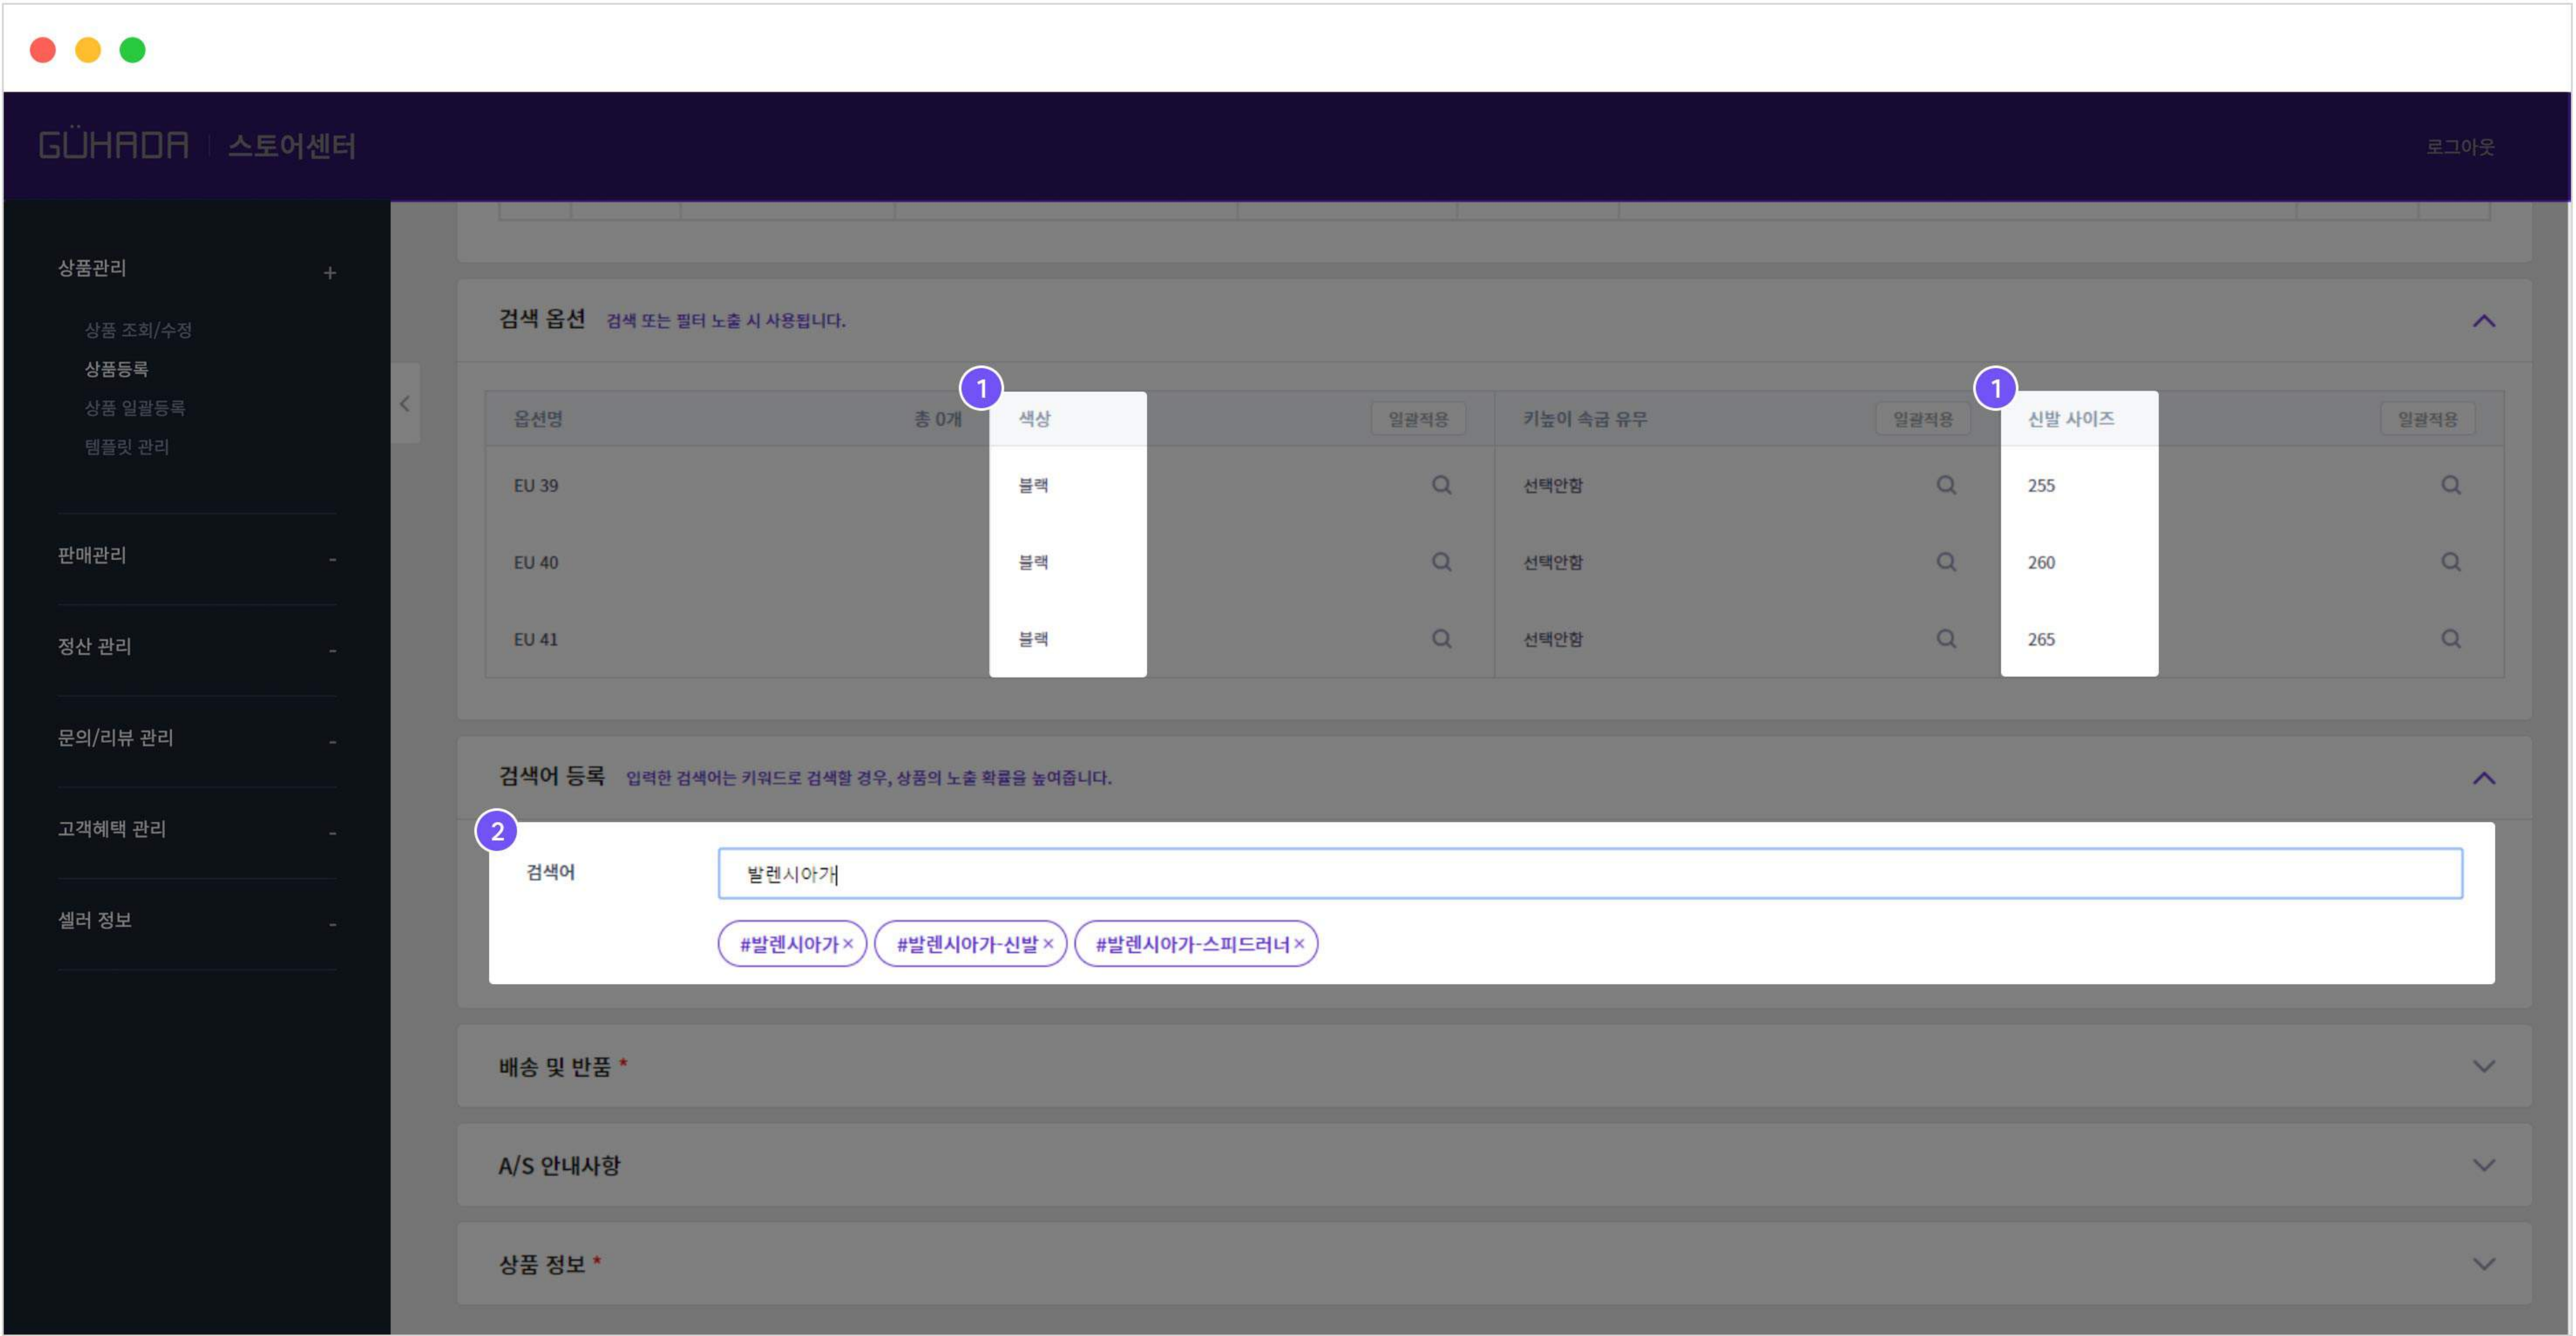 GÜHADA 스토어센터
로그아웃
상품관리 +
상품 조회/수정
상품등록
상품 일괄등록
템플릿 관리
판매관리 -
정산 관리 -
문의/리뷰 관리 -
고객혜택 관리 -
셀러 정보 -
검색 옵션 검색 또는 필터 노출 시 사용됩니다.
1 1
옵션명 총 0개 색상 일괄적용 키높이 속굽 유무 일괄적용 신발 사이즈 일괄적용
EU 39 블랙 선택안함 255
EU 40 블랙 선택안함 260
EU 41 블랙 선택안함 265
검색어 등록 입력한 검색어는 키워드로 검색할 경우, 상품의 노출 확률을 높여줍니다.
2
검색어 발렌시아가
#발렌시아가× #발렌시아가-신발× #발렌시아가-스피드러너×
배송 및 반품 *
A/S 안내사항
상품 정보 *